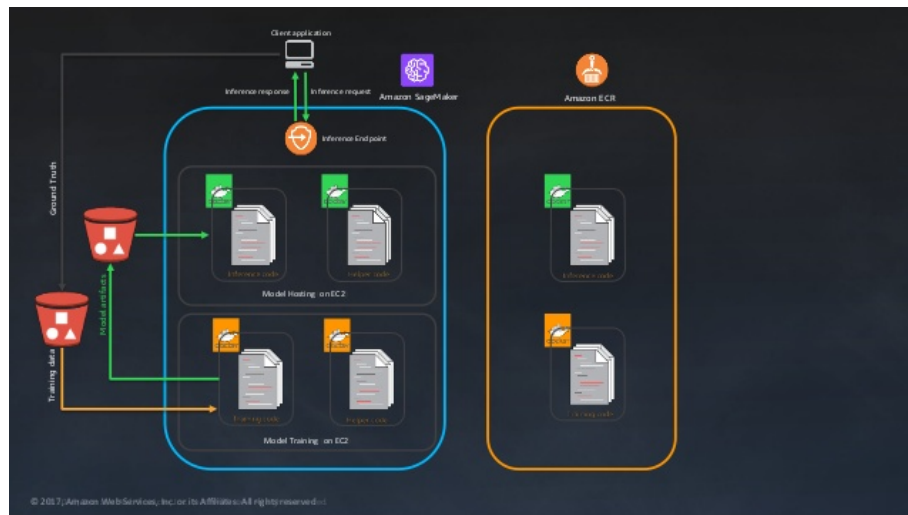 Client application
Inference response
Inference request
Amazon SageMaker
Amazon ECR
Inference Endpoint
Ground Truth
Inference code
Helper code
Inference code
Model Hosting on EC2
Model artifacts
Training data
Training code
Helper code
Training code
Model Training on EC2
© 2017, Amazon Web Services, Inc. or its Affiliates. All rights reserved